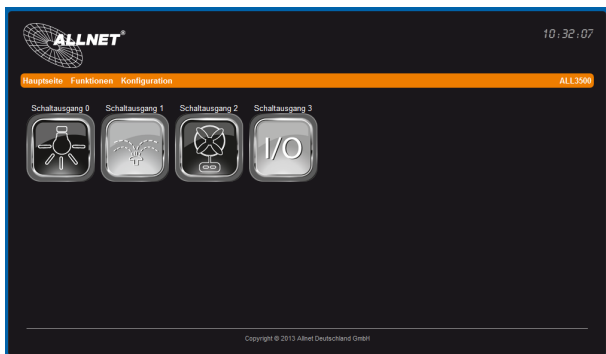 ALLNET®
10:32:07
Hauptseite Funktionen Konfiguration ALL3500
Schaltausgang 0 Schaltausgang 1 Schaltausgang 2 Schaltausgang 3
I/O
Copyright © 2013 Allnet Deutschland GmbH